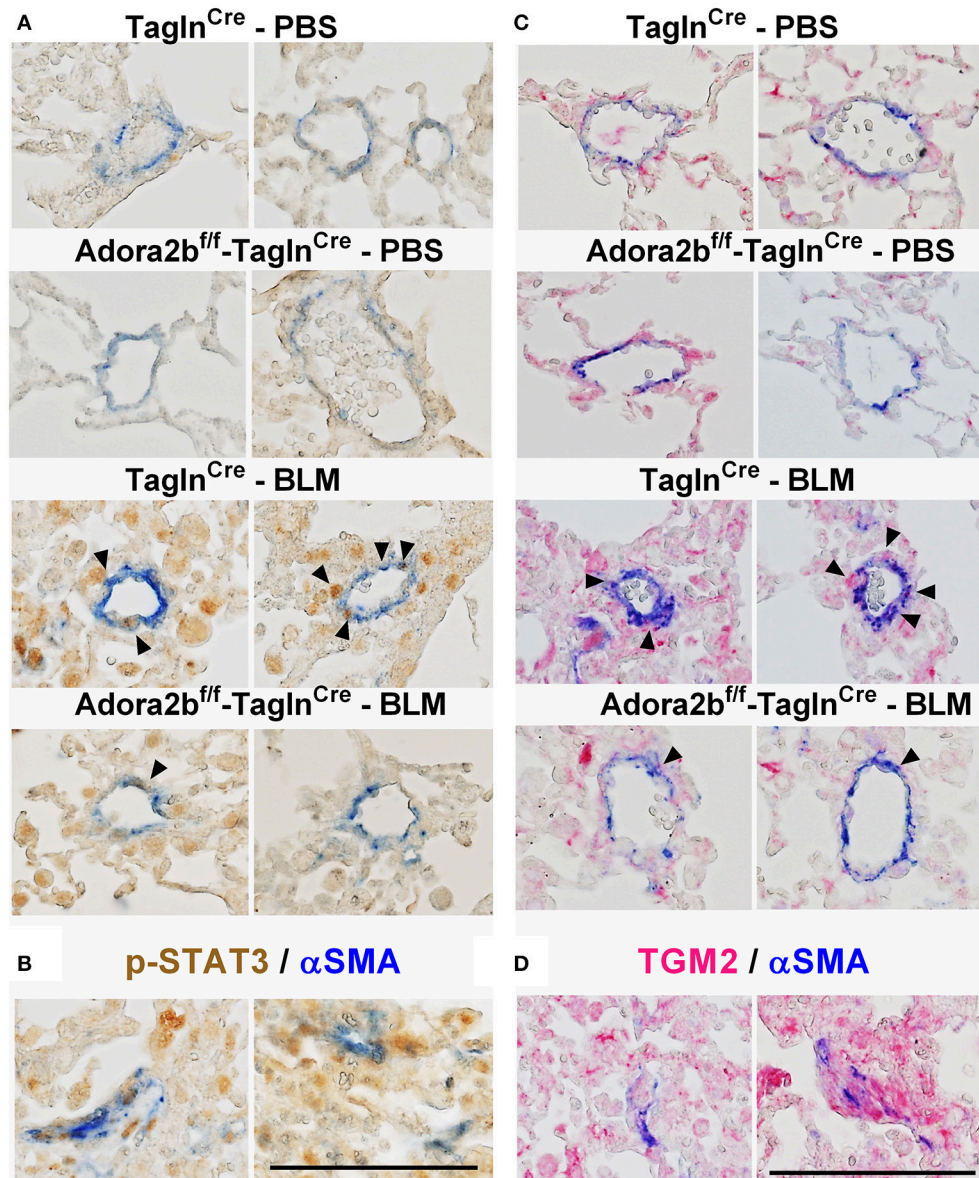 A
TaglnCre - PBS
Adora2bf/f-TaglnCre - PBS
TaglnCre - BLM
Adora2bf/f-TaglnCre - BLM
B
p-STAT3 / αSMA
C
TaglnCre - PBS
Adora2bf/f-TaglnCre - PBS
TaglnCre - BLM
Adora2bf/f-TaglnCre - BLM
D
TGM2 / αSMA